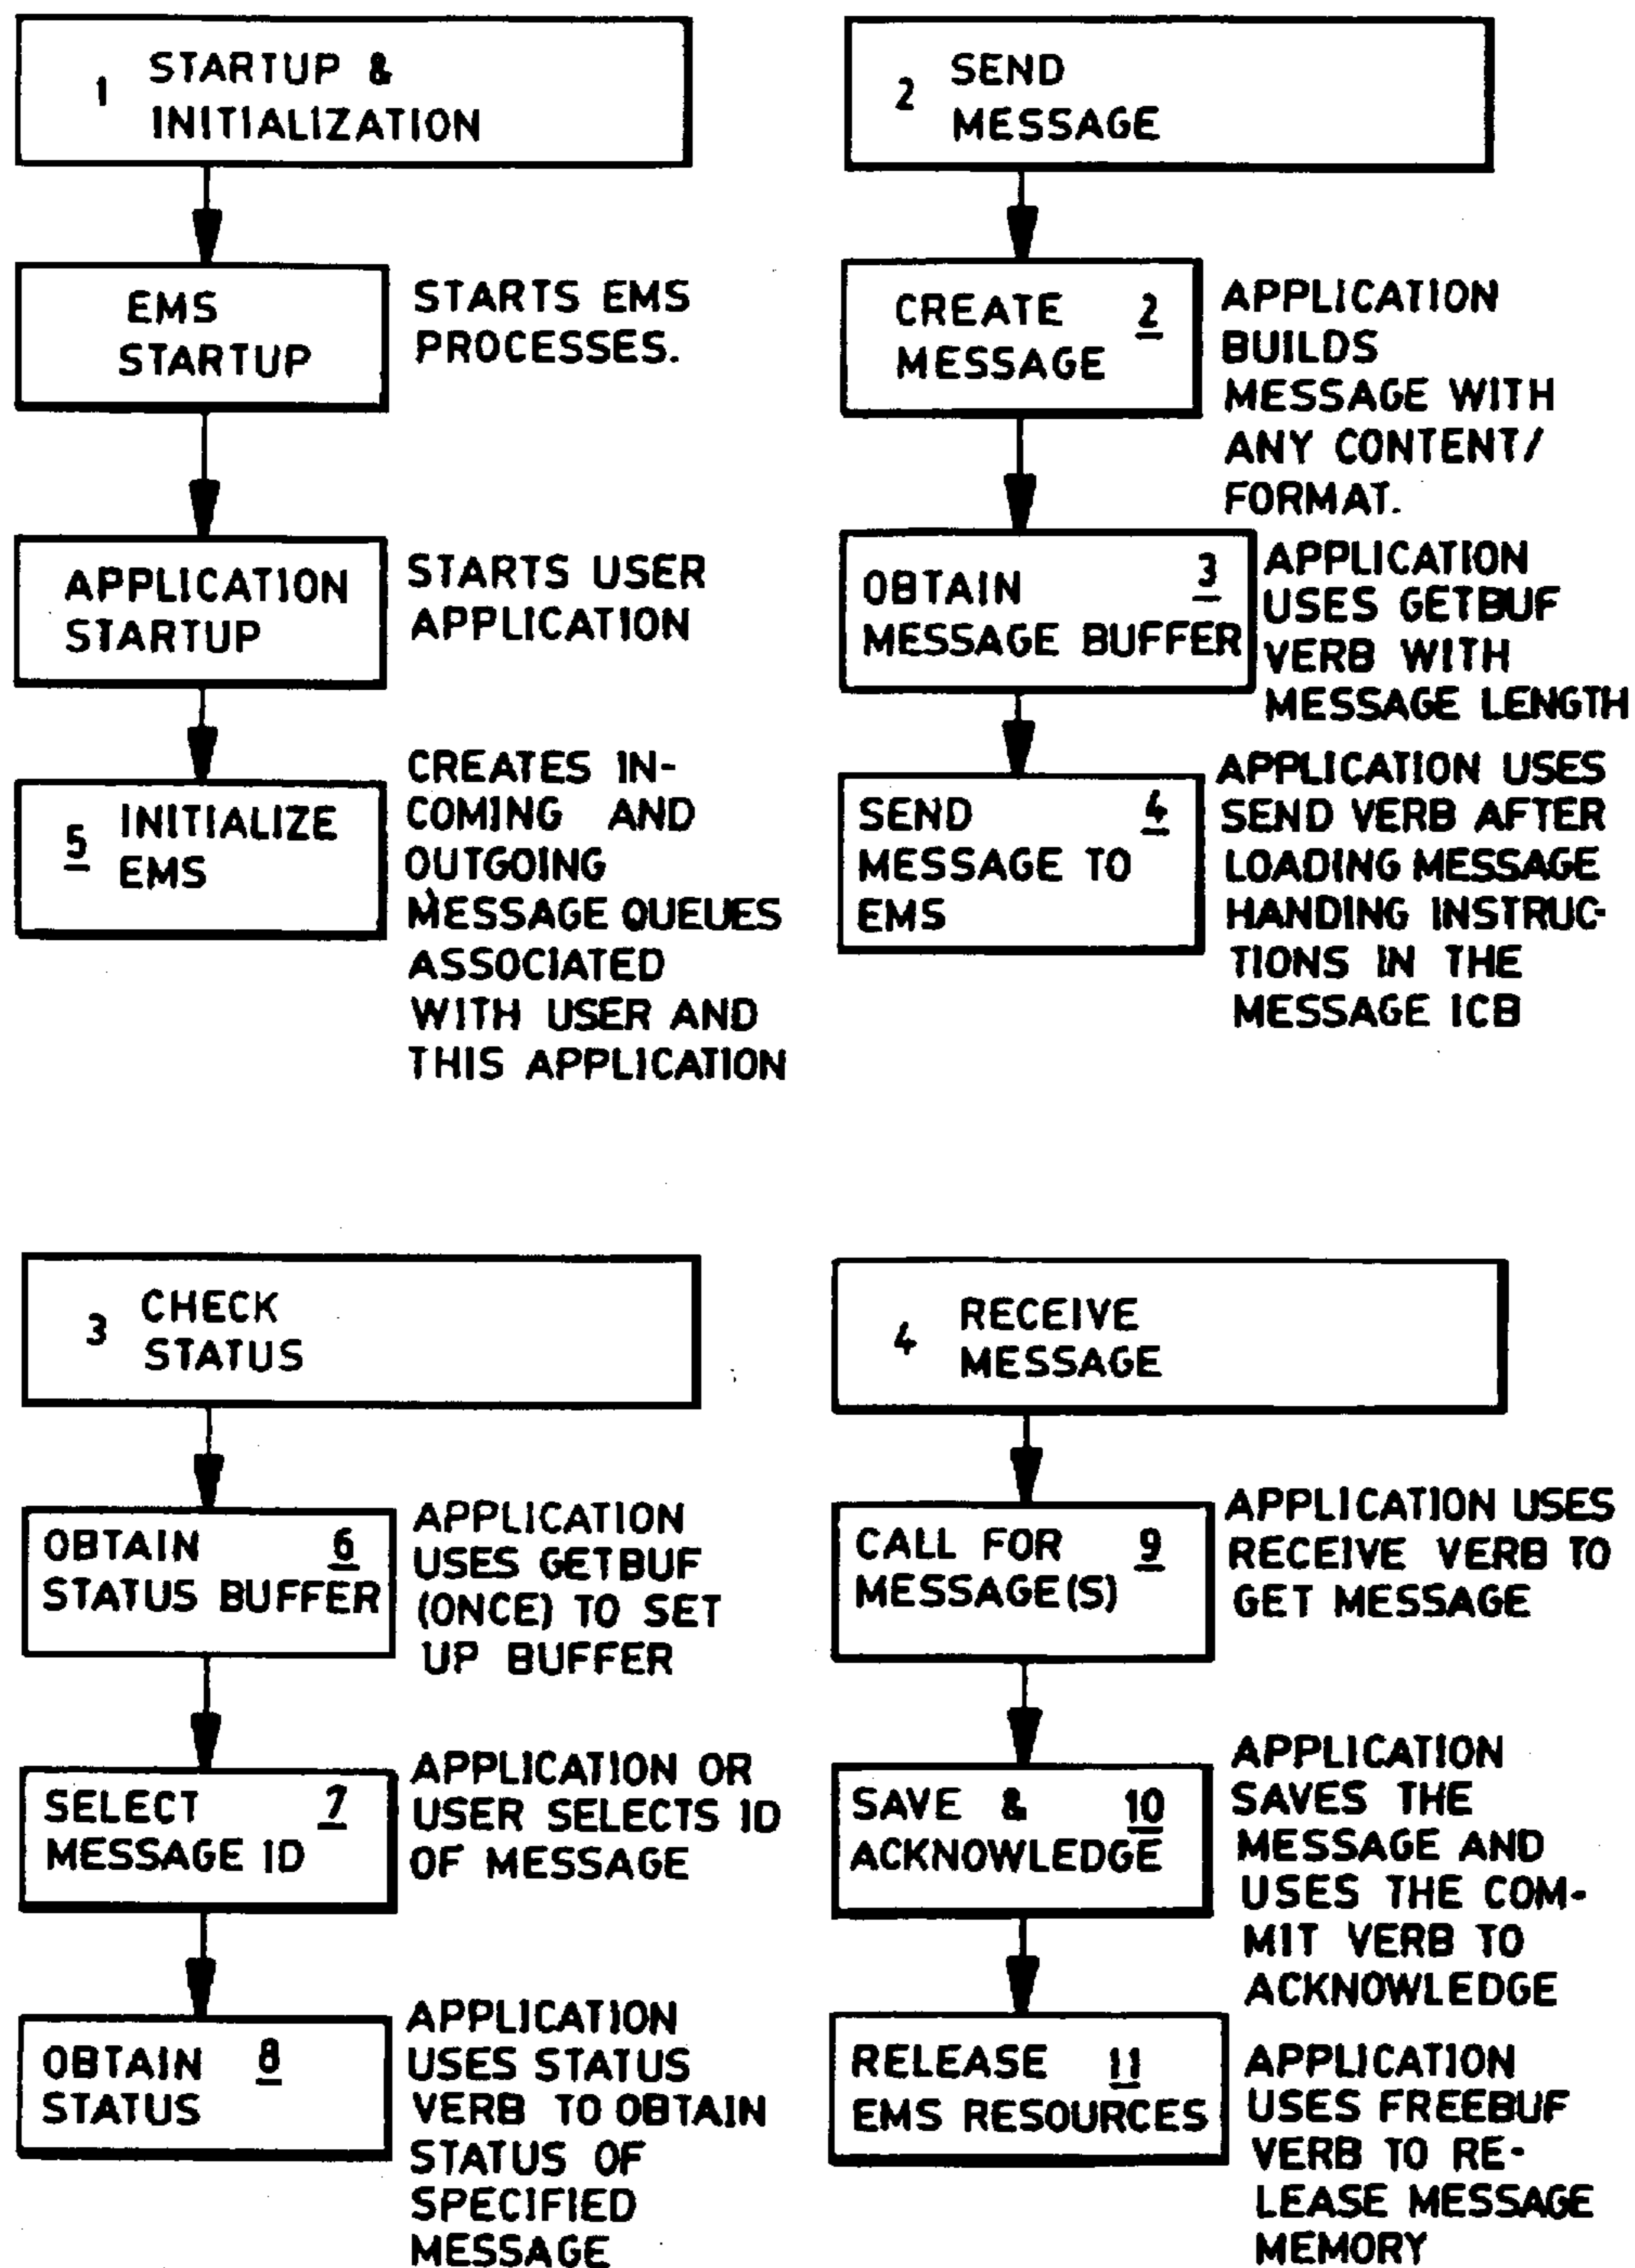 1 STARTUP &
INITIALIZATION
EMS
STARTUP
STARTS EMS
PROCESSES.
APPLICATION
STARTUP
STARTS USER
APPLICATION
5 INITIALIZE
EMS
CREATES IN-
COMING AND
OUTGOING
MESSAGE QUEUES
ASSOCIATED
WITH USER AND
THIS APPLICATION
2 SEND
MESSAGE
CREATE 2
MESSAGE
APPLICATION
BUILDS
MESSAGE WITH
ANY CONTENT/
FORMAT.
OBTAIN 3
MESSAGE BUFFER
APPLICATION
USES GETBUF
VERB WITH
MESSAGE LENGTH
SEND 4
MESSAGE TO
EMS
APPLICATION USES
SEND VERB AFTER
LOADING MESSAGE
HANDING INSTRUC-
TIONS IN THE
MESSAGE ICB
3 CHECK
STATUS
OBTAIN 6
STATUS BUFFER
APPLICATION
USES GETBUF
(ONCE) TO SET
UP BUFFER
SELECT 7
MESSAGE ID
APPLICATION OR
USER SELECTS ID
OF MESSAGE
OBTAIN 8
STATUS
APPLICATION
USES STATUS
VERB TO OBTAIN
STATUS OF
SPECIFIED
MESSAGE
4 RECEIVE
MESSAGE
CALL FOR 9
MESSAGE(S)
APPLICATION USES
RECEIVE VERB TO
GET MESSAGE
SAVE & 10
ACKNOWLEDGE
APPLICATION
SAVES THE
MESSAGE AND
USES THE COM-
MIT VERB TO
ACKNOWLEDGE
RELEASE 11
EMS RESOURCES
APPLICATION
USES FREEBUF
VERB TO RE-
LEASE MESSAGE
MEMORY